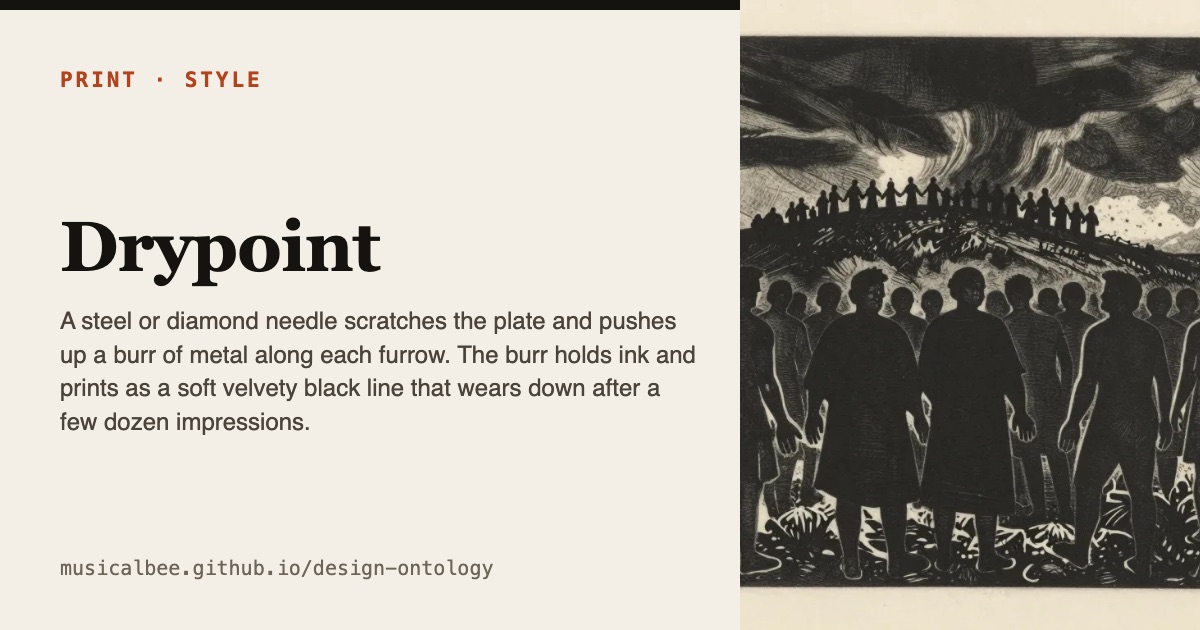 PRINT · STYLE
Drypoint
A steel or diamond needle scratches the plate and pushes
up a burr of metal along each furrow. The burr holds ink and
prints as a soft velvety black line that wears down after a
few dozen impressions.
musicalbee.github.io/design-ontology